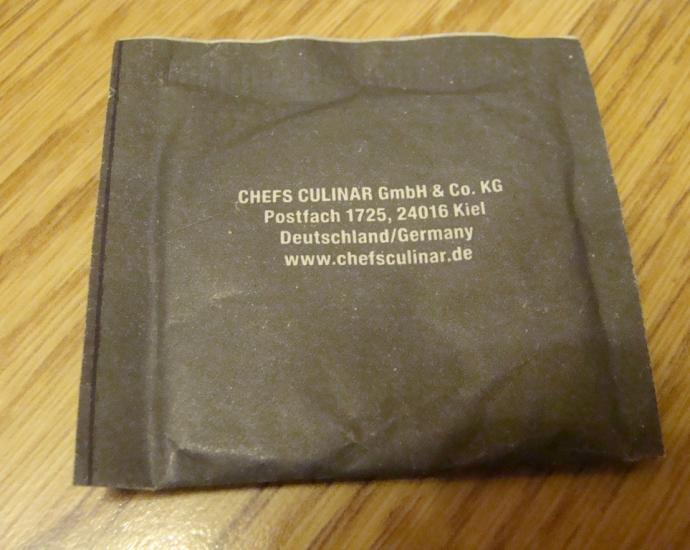 CHEFS CULINAR GmbH & Co. KG
Postfach 1725, 24016 Kiel
Deutschland/Germany
www.chefsculinar.de